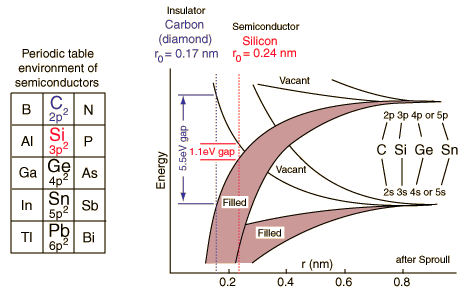 Insulator
Carbon
(diamond)
r₀ = 0.17 nm
Semiconductor
Silicon
r₀ = 0.24 nm
Periodic table
environment of
semiconductors
B C 2p² N
Al Si 3p² P
Ga Ge 4p² As
In Sn 5p² Sb
Tl Pb 6p² Bi
Energy
5.5eV gap
1.1eV gap
Vacant
Vacant
Filled
Filled
2p 3p 4p or 5p
C Si Ge Sn
2s 3s 4s or 5s
after Sproull
r (nm)
0.2 0.4 0.6 0.8